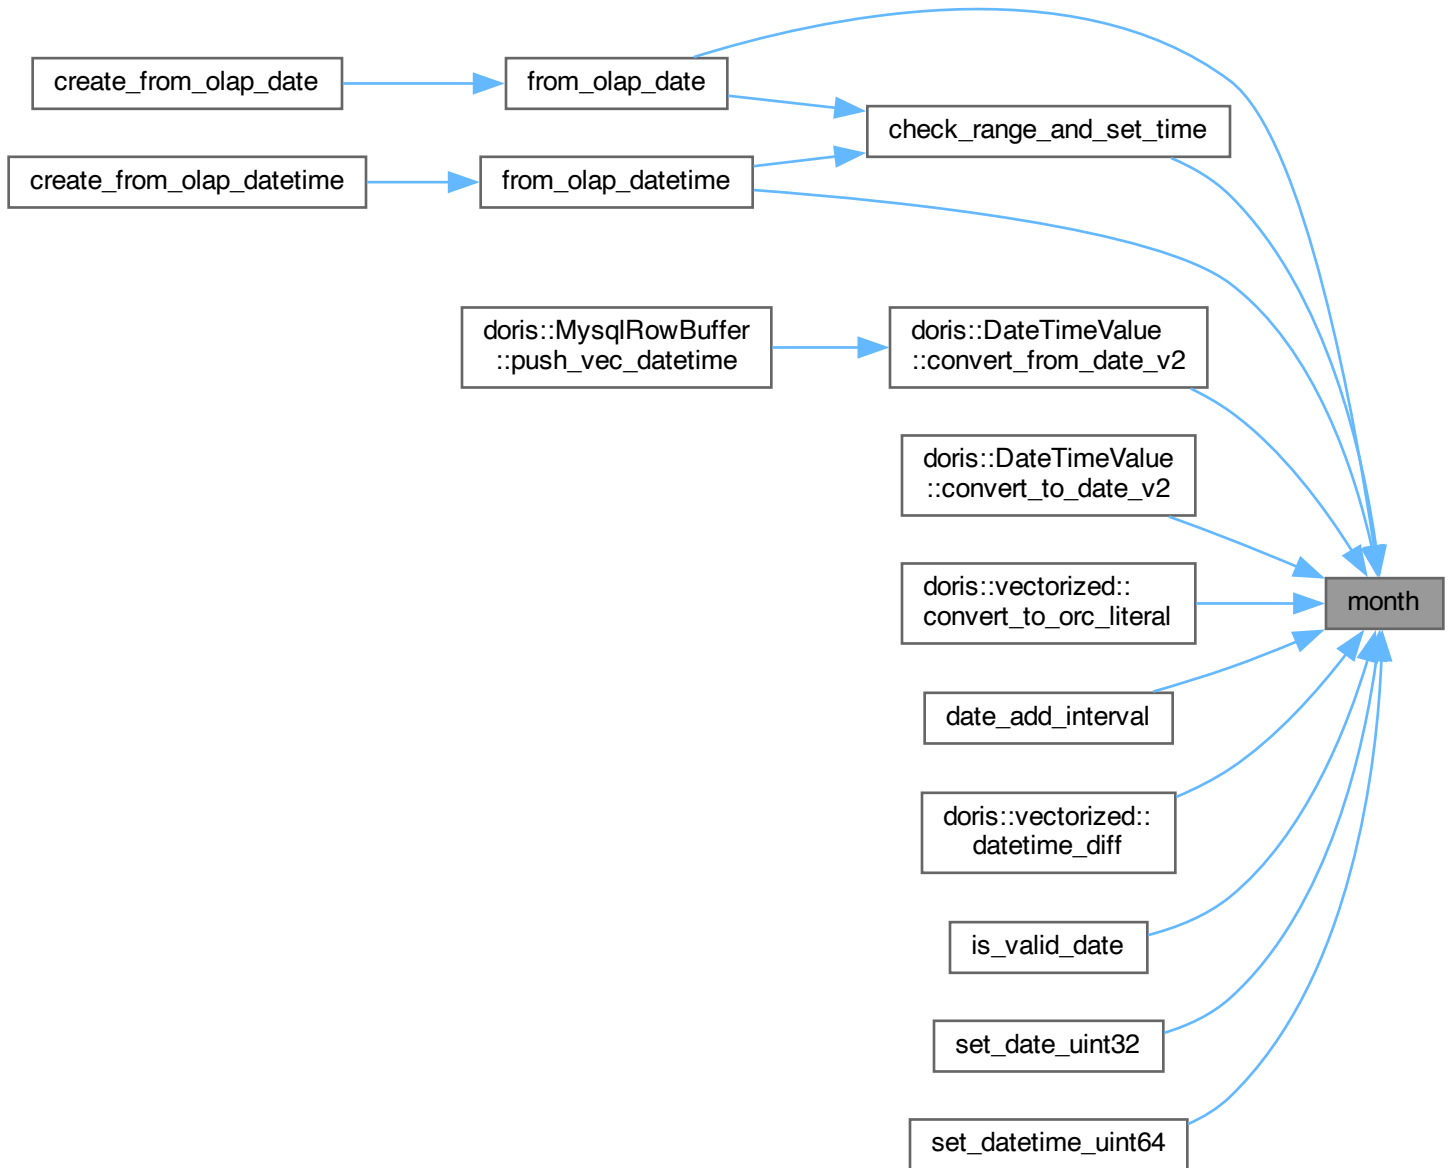 create_from_olap_date
from_olap_date
check_range_and_set_time
create_from_olap_datetime
from_olap_datetime
doris::MysqlRowBuffer
::push_vec_datetime
doris::DateTimeValue
::convert_from_date_v2
doris::DateTimeValue
::convert_to_date_v2
doris::vectorized::
convert_to_orc_literal
month
date_add_interval
doris::vectorized::
datetime_diff
is_valid_date
set_date_uint32
set_datetime_uint64